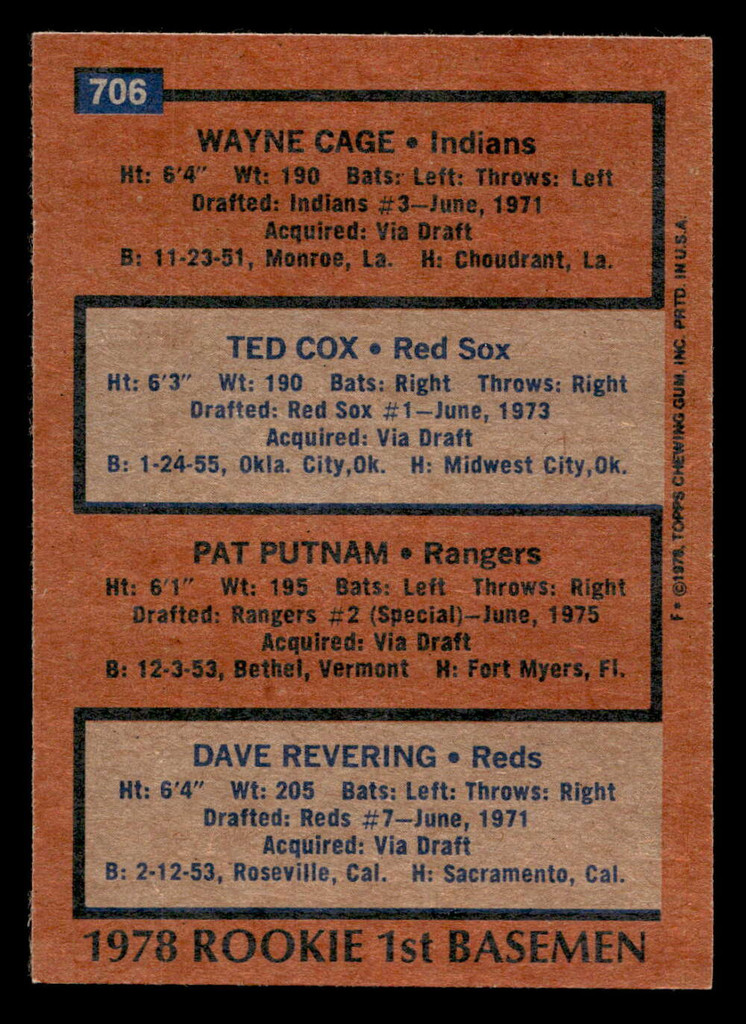 706
WAYNE CAGE • Indians
Ht: 6'4" Wt: 190 Bats: Left: Throws: Left
Drafted: Indians #3—June, 1971
Acquired: Via Draft
B: 11-23-51, Monroe, La. H: Choudrant, La.
TED COX • Red Sox
Ht: 6'3" Wt: 190 Bats: Right Throws: Right
Drafted: Red Sox #1—June, 1973
Acquired: Via Draft
B: 1-24-55, Okla. City,Ok. H: Midwest City,Ok.
PAT PUTNAM • Rangers
Ht: 6'1" Wt: 195 Bats: Left Throws: Right
Drafted: Rangers #2 (Special)—June, 1975
Acquired: Via Draft
B: 12-3-53, Bethel, Vermont H: Fort Myers, Fl.
DAVE REVERING • Reds
Ht: 6'4" Wt: 205 Bats: Left: Throws: Right
Drafted: Reds #7—June, 1971
Acquired: Via Draft
B: 2-12-53, Roseville, Cal. H: Sacramento, Cal.
1978 ROOKIE 1st BASEMEN
F* ©1978, TOPPS CHEWING GUM, INC. PRTD. IN U.S.A.